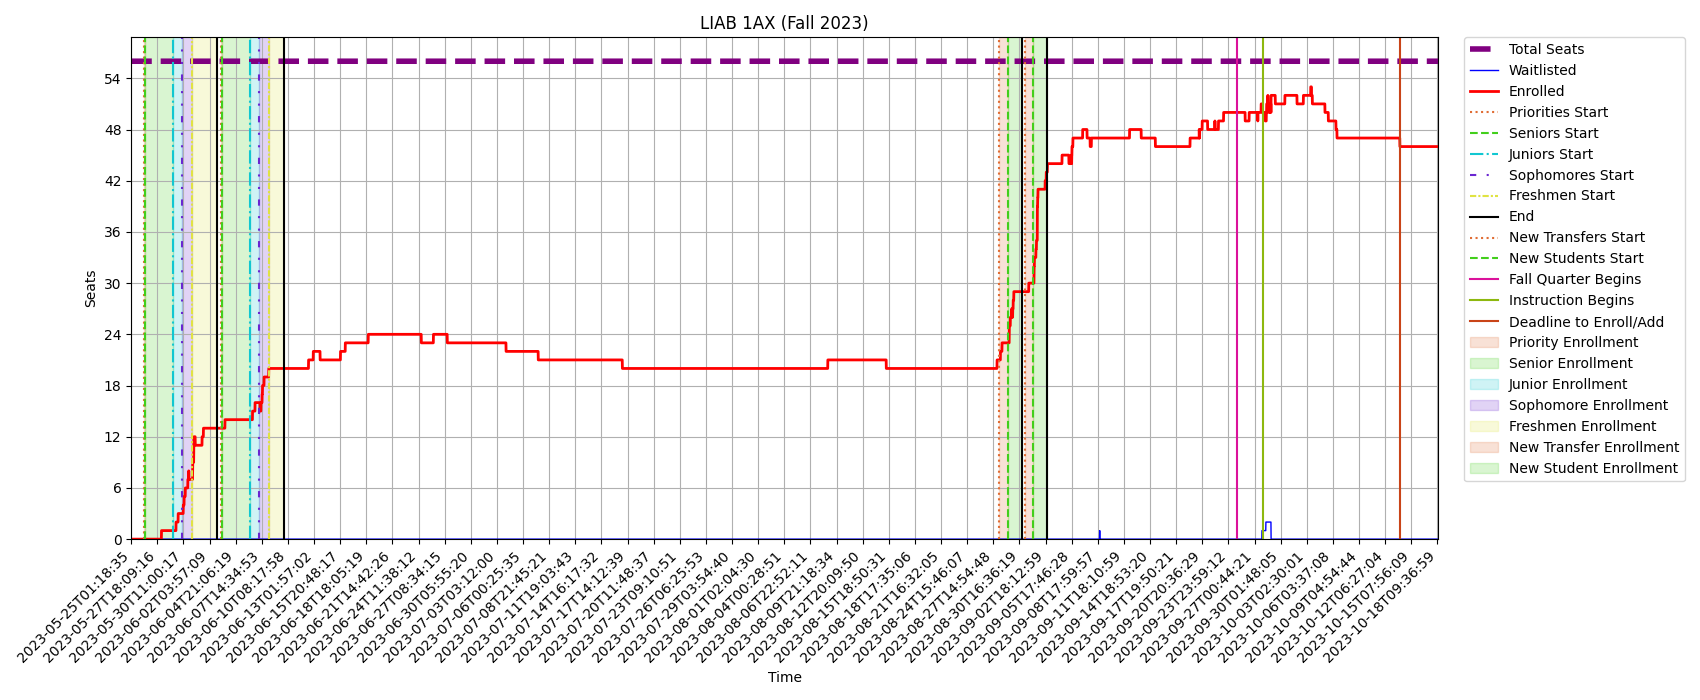 LIAB 1AX (Fall 2023)
Seats
54
48
42
36
30
24
18
12
6
0
2023-05-25T01:18:35
2023-05-27T18:09:16
2023-05-30T11:00:17
2023-06-02T03:57:09
2023-06-04T21:06:19
2023-06-07T14:34:53
2023-06-10T08:17:58
2023-06-13T01:57:02
2023-06-15T20:48:17
2023-06-18T18:05:19
2023-06-21T14:42:26
2023-06-24T11:38:12
2023-06-27T08:34:15
2023-06-30T05:55:20
2023-07-03T03:12:00
2023-07-06T00:25:35
2023-07-08T21:45:21
2023-07-11T19:03:43
2023-07-14T16:17:32
2023-07-17T14:12:39
2023-07-20T11:48:37
2023-07-23T09:10:51
2023-07-26T06:25:53
2023-07-29T03:54:40
2023-08-01T02:04:30
2023-08-04T00:28:51
2023-08-06T22:52:11
2023-08-09T21:18:34
2023-08-12T20:09:50
2023-08-15T18:50:31
2023-08-18T17:35:06
2023-08-21T16:32:05
2023-08-24T15:46:07
2023-08-27T14:54:48
2023-08-30T16:36:19
2023-09-02T18:12:59
2023-09-05T17:46:28
2023-09-08T17:59:57
2023-09-11T18:10:59
2023-09-14T18:53:20
2023-09-17T19:50:21
2023-09-20T20:36:29
2023-09-23T23:59:12
2023-09-27T00:44:21
2023-09-30T01:48:05
2023-10-03T02:30:01
2023-10-06T03:37:08
2023-10-09T04:54:44
2023-10-12T06:27:04
2023-10-15T07:56:09
2023-10-18T09:36:59
Time
Total Seats
Waitlisted
Enrolled
Priorities Start
Seniors Start
Juniors Start
Sophomores Start
Freshmen Start
End
New Transfers Start
New Students Start
Fall Quarter Begins
Instruction Begins
Deadline to Enroll/Add
Priority Enrollment
Senior Enrollment
Junior Enrollment
Sophomore Enrollment
Freshmen Enrollment
New Transfer Enrollment
New Student Enrollment